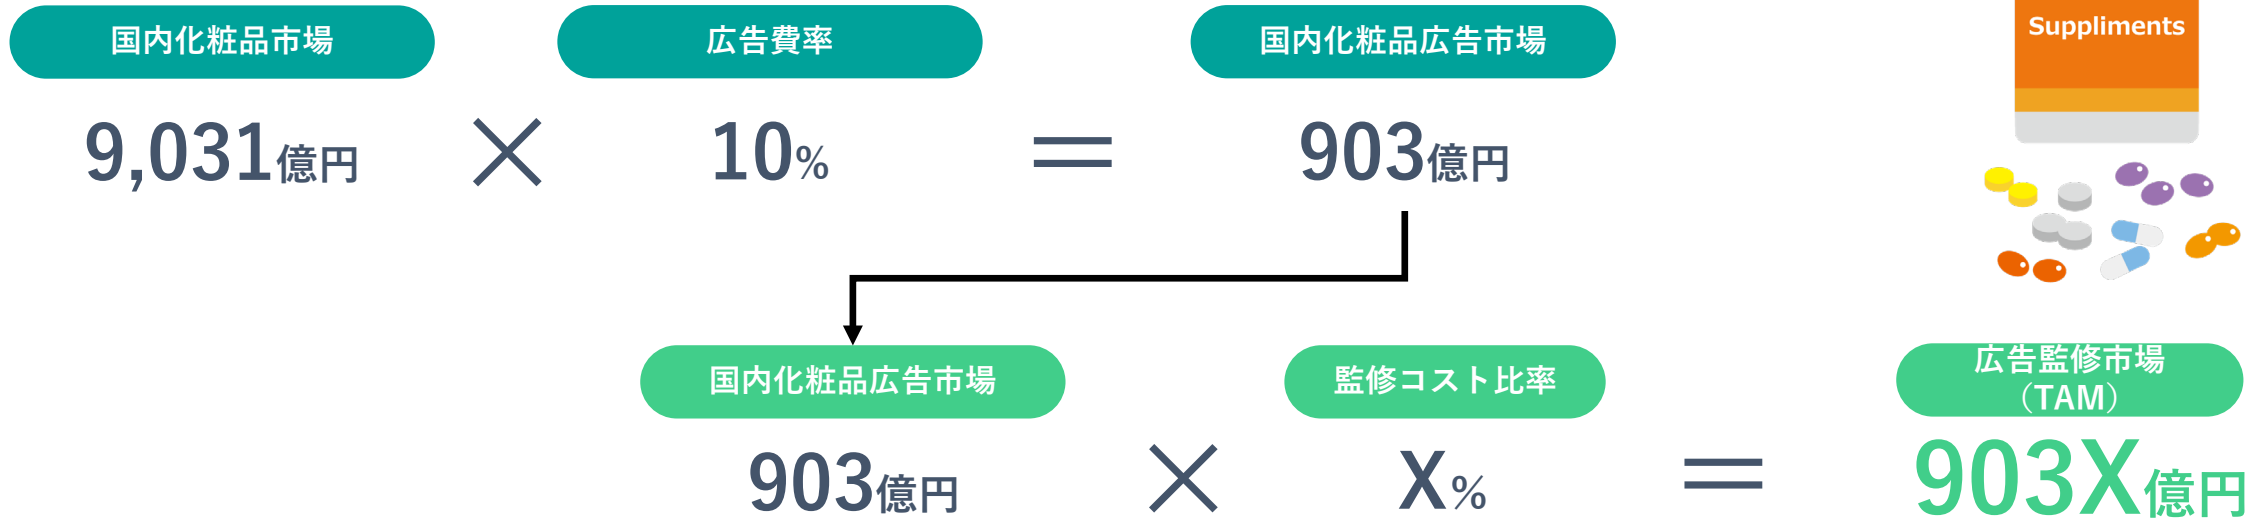 国内化粧品市場
広告費率
国内化粧品広告市場
Suppliments
9,031億円
×
10%
=
903億円
国内化粧品広告市場
監修コスト比率
広告監修市場
（TAM）
903億円
×
X%
=
903X億円